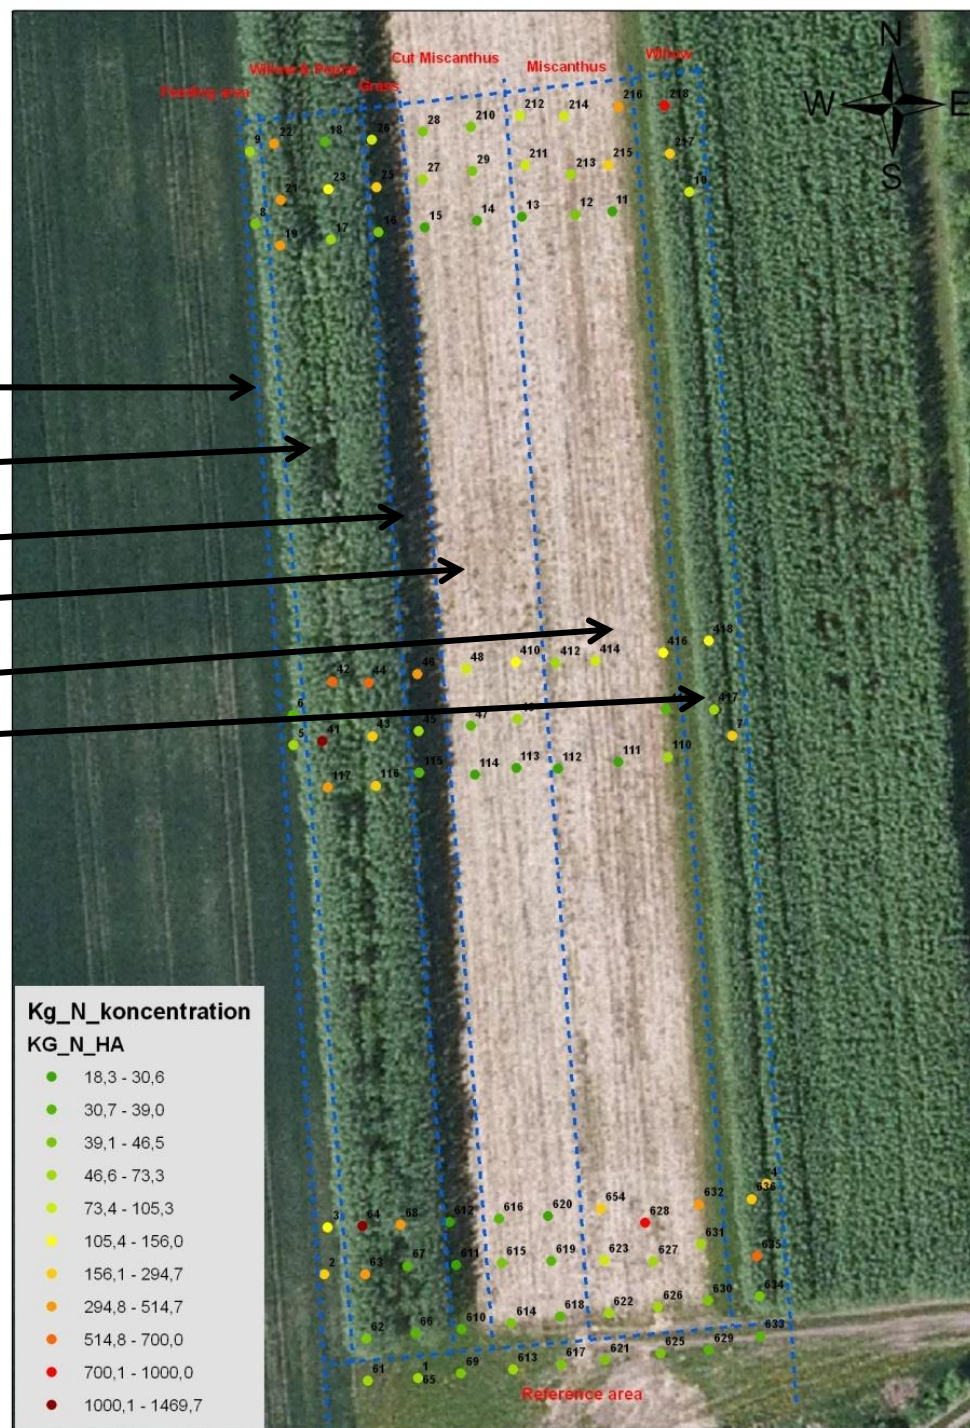 N
W E
S
Feeding area
Willow & Poplar
Grass
Cut Miscanthus
Miscanthus
Willow
9 22 18 26 28 210 212 214 216 218
8 21 23 25 27 29 211 213 215 217
19 17 16 15 14 13 12 11 10
42 44 46 48 410 412 414 416 418
6 41 43 45 47 417
5 7
117 116 115 114 113 112 111 110
3 64 68 612 616 620 654 628 632 636 4
2 63 67 611 615 619 623 627 631 635
62 66 610 614 618 622 626 630 634
61 1 65 69 613 617 621 625 629 633
Reference area
Kg_N_koncentration
KG_N_HA
18,3 - 30,6
30,7 - 39,0
39,1 - 46,5
46,6 - 73,3
73,4 - 105,3
105,4 - 156,0
156,1 - 294,7
294,8 - 514,7
514,8 - 700,0
700,1 - 1000,0
1000,1 - 1469,7